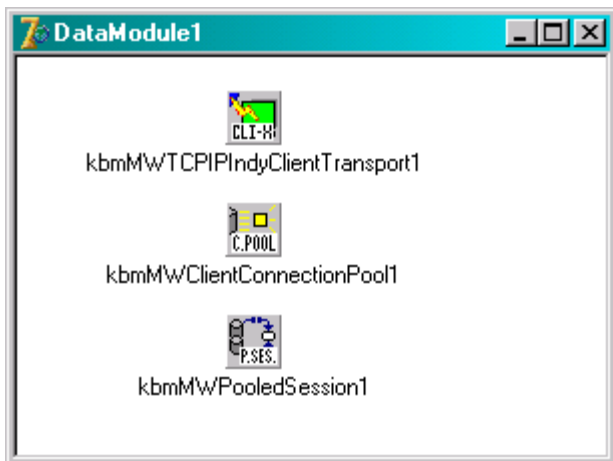 DataModule1
CLI-X
kbmMWTCPIPIndyClientTransport1
C.POOL
kbmMWClientConnectionPool1
P.SES.
kbmMWPooledSession1